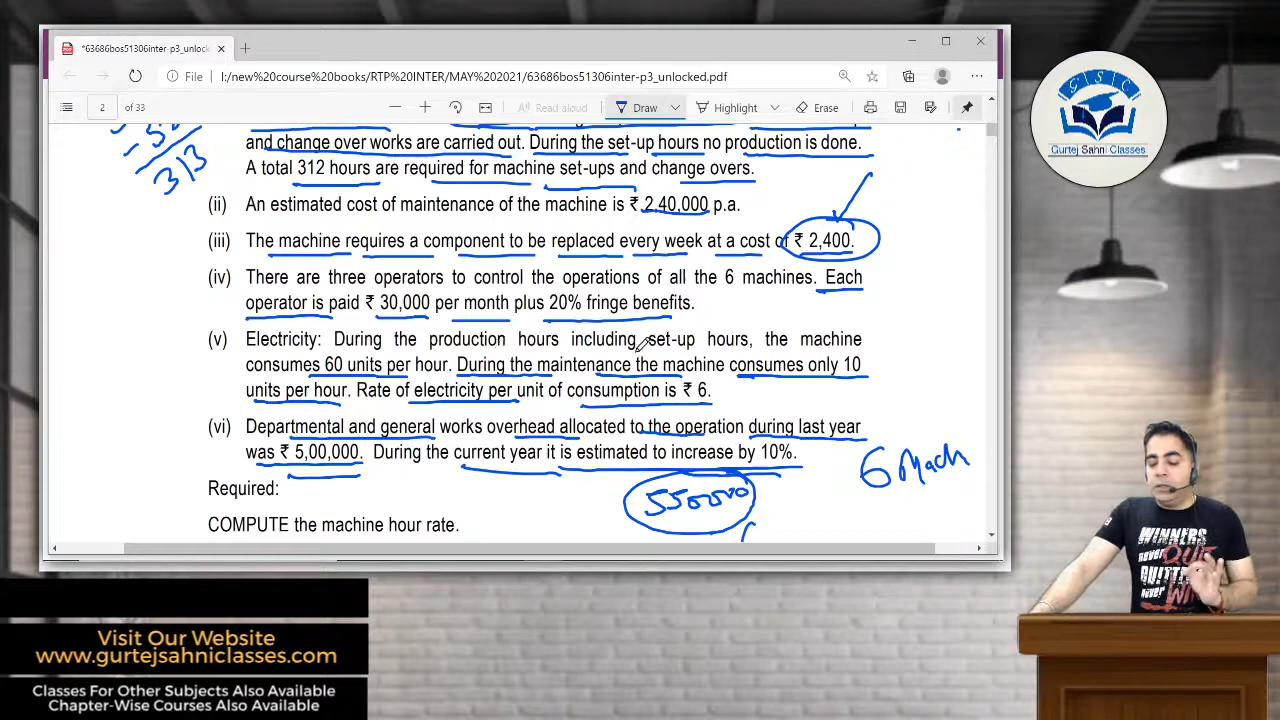 *63686bos51306inter-p3_unlock
File
I:/new%20course%20books/RTP%20INTER/MAY%202021/63686bos51306inter-p3_unlocked.pdf
2 of 33
Read aloud
Draw
Highlight
Erase
313
and change over works are carried out. During the set-up hours no production is done.
A total 312 hours are required for machine set-ups and change overs.
(ii) An estimated cost of maintenance of the machine is ₹ 2,40,000 p.a.
(iii) The machine requires a component to be replaced every week at a cost of ₹ 2,400.
(iv) There are three operators to control the operations of all the 6 machines. Each
operator is paid ₹ 30,000 per month plus 20% fringe benefits.
(v) Electricity: During the production hours including set-up hours, the machine
consumes 60 units per hour. During the maintenance the machine consumes only 10
units per hour. Rate of electricity per unit of consumption is ₹ 6.
(vi) Departmental and general works overhead allocated to the operation during last year
was ₹ 5,00,000. During the current year it is estimated to increase by 10%.
6 Mach
Required:
550000
COMPUTE the machine hour rate.
GSC
Gurtej Sahni Classes
WINNERS
never QUIT
QUITTERS
never WIN
Visit Our Website
www.gurtejsahniclasses.com
Classes For Other Subjects Also Available
Chapter-Wise Courses Also Available